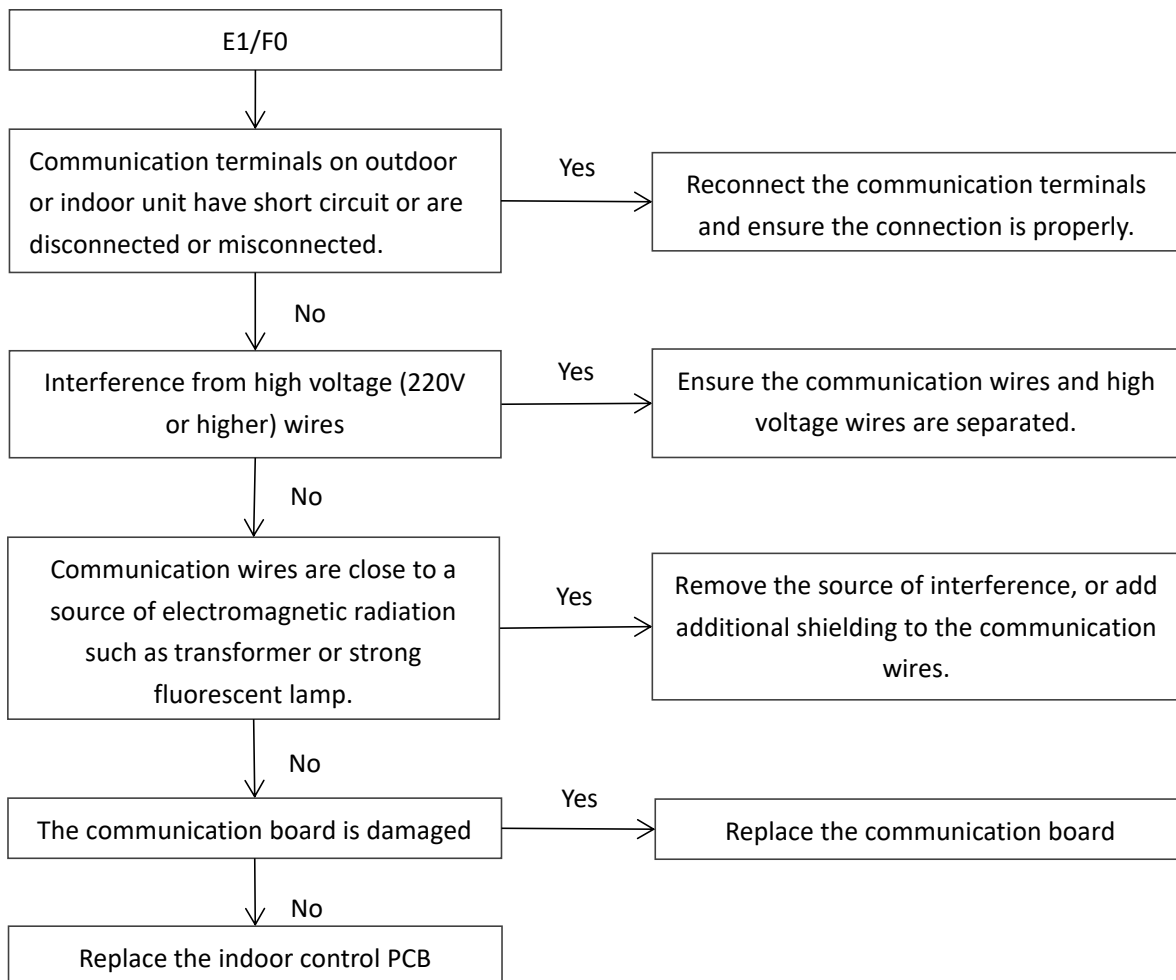 E1/F0
Communication terminals on outdoor
or indoor unit have short circuit or are
disconnected or misconnected.
Yes
Reconnect the communication terminals
and ensure the connection is properly.
No
Interference from high voltage (220V
or higher) wires
Yes
Ensure the communication wires and high
voltage wires are separated.
No
Communication wires are close to a
source of electromagnetic radiation
such as transformer or strong
fluorescent lamp.
Yes
Remove the source of interference, or add
additional shielding to the communication
wires.
No
The communication board is damaged
Yes
Replace the communication board
No
Replace the indoor control PCB